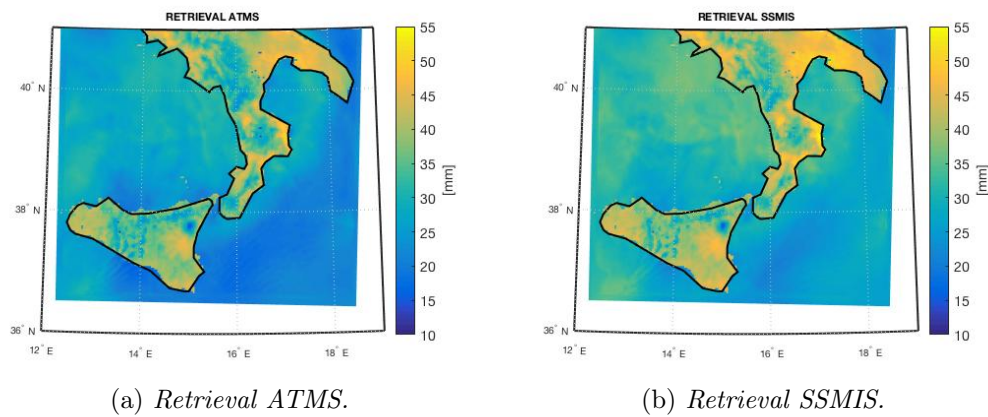 RETRIEVAL ATMS
40° N
38° N
36° N
12° E
14° E
16° E
18° E
55
50
45
40
35
30
25
20
15
10
[mm]
(a) Retrieval ATMS.
RETRIEVAL SSMIS
40° N
38° N
36° N
12° E
14° E
16° E
18° E
55
50
45
40
35
30
25
20
15
10
[mm]
(b) Retrieval SSMIS.